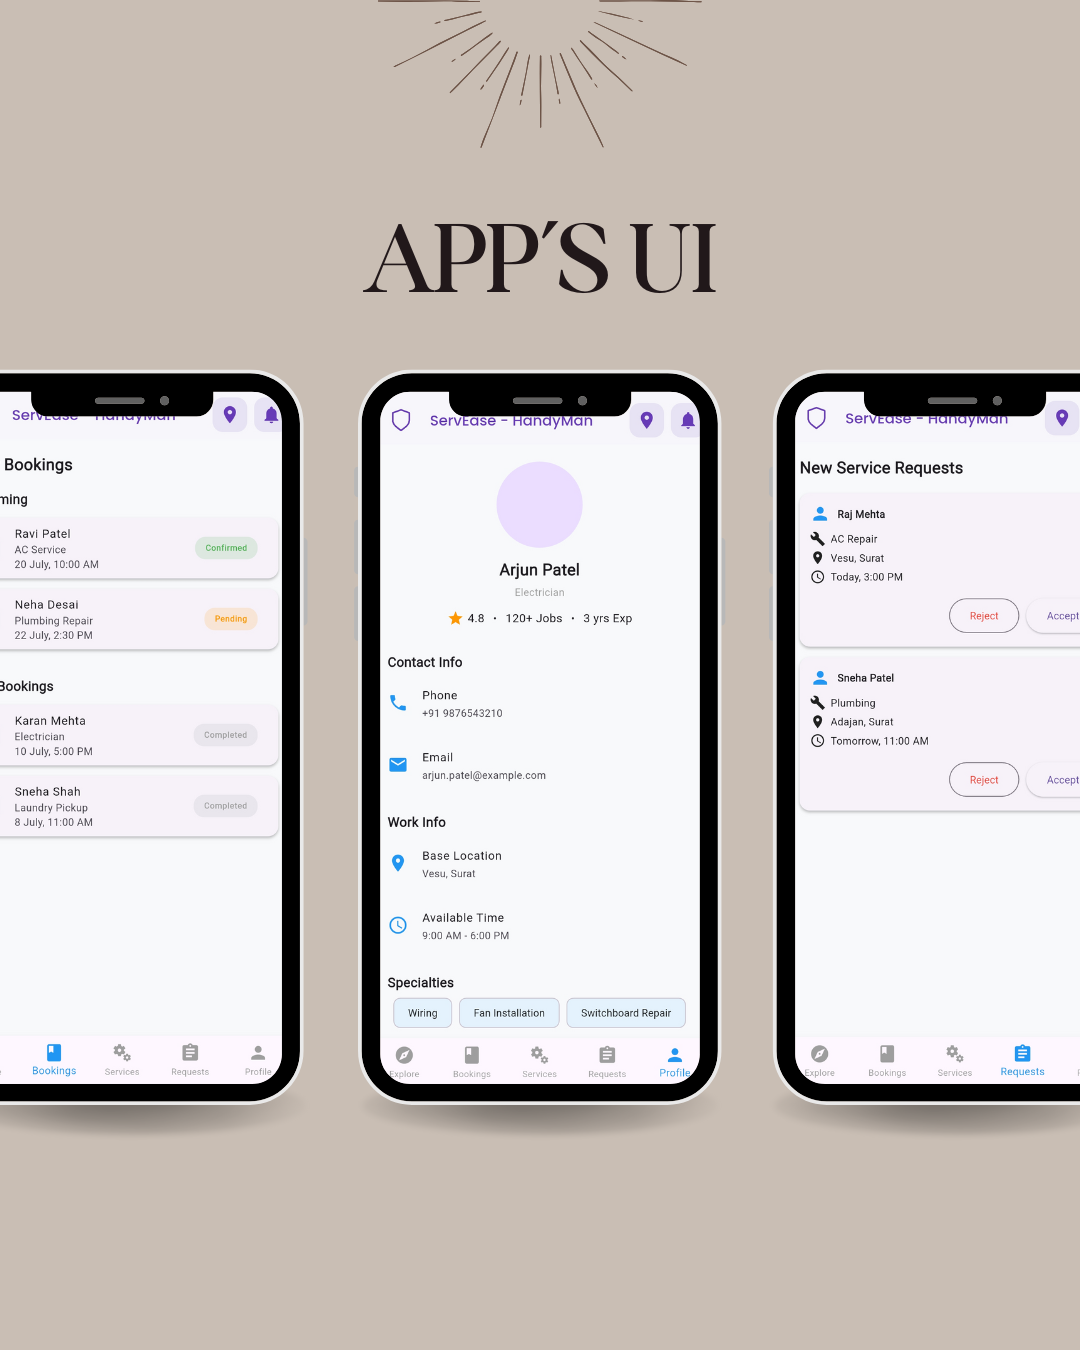 APP'S UI
ServEase - HandyMan
Bookings
Ravi Patel
AC Service
20 July, 10:00 AM
Confirmed
Neha Desai
Plumbing Repair
22 July, 2:30 PM
Pending
Bookings
Karan Mehta
Electrician
10 July, 5:00 PM
Completed
Sneha Shah
Laundry Pickup
8 July, 11:00 AM
Completed
Bookings
Services
Requests
Profile
ServEase - HandyMan
Arjun Patel
Electrician
4.8 • 120+ Jobs • 3 yrs Exp
Contact Info
Phone
+91 9876543210
Email
arjun.patel@example.com
Work Info
Base Location
Vesu, Surat
Available Time
9:00 AM - 6:00 PM
Specialties
Wiring
Fan Installation
Switchboard Repair
Explore
Bookings
Services
Requests
Profile
ServEase - HandyMan
New Service Requests
Raj Mehta
AC Repair
Vesu, Surat
Today, 3:00 PM
Reject
Accept
Sneha Patel
Plumbing
Adajan, Surat
Tomorrow, 11:00 AM
Reject
Accept
Explore
Bookings
Services
Requests